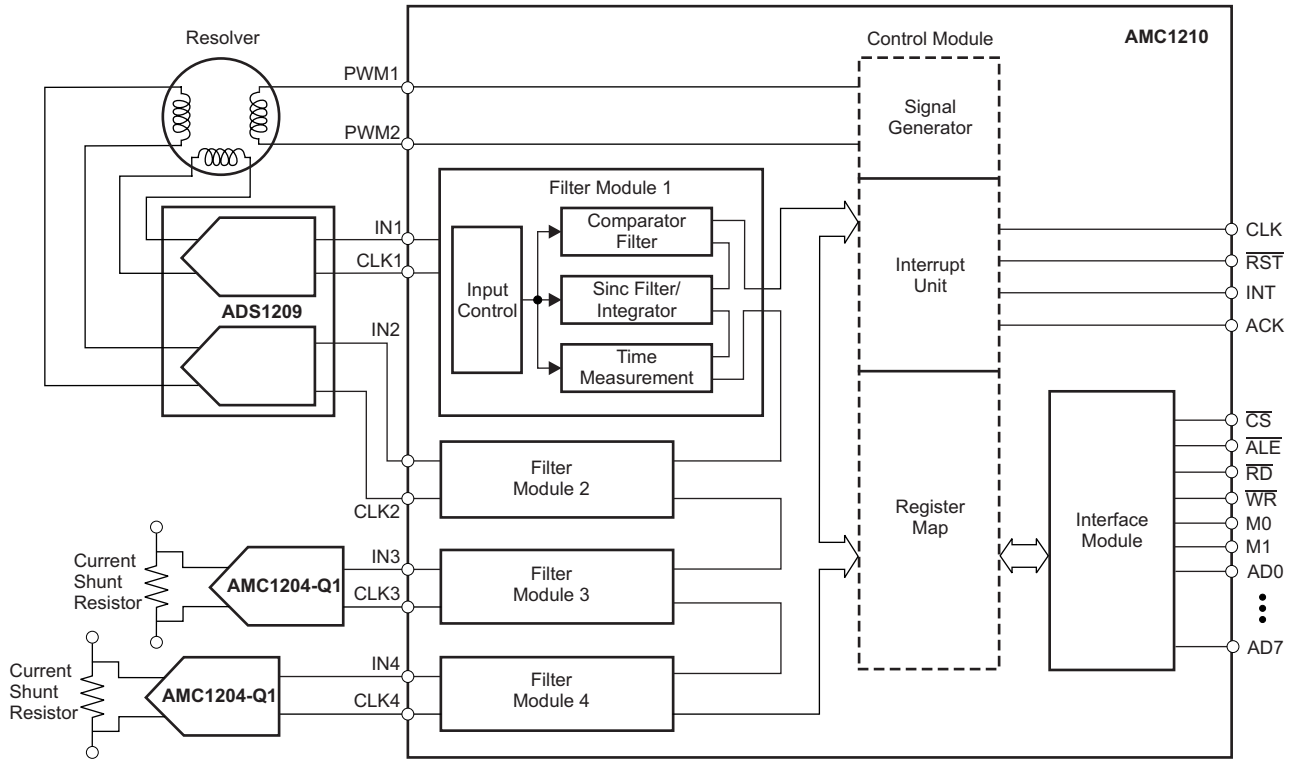 Resolver
Control Module
AMC1210
PWM1
Signal
Generator
PWM2
Filter Module 1
IN1
CLK1
Input
Control
Comparator
Filter
Sinc Filter/
Integrator
Time
Measurement
Interrupt
Unit
CLK
RST
INT
ACK
ADS1209
IN2
CLK2
Filter
Module 2
Register
Map
Interface
Module
CS
ALE
RD
WR
M0
M1
AD0
AD7
Current
Shunt
Resistor
AMC1204-Q1
IN3
CLK3
Filter
Module 3
Current
Shunt
Resistor
AMC1204-Q1
IN4
CLK4
Filter
Module 4